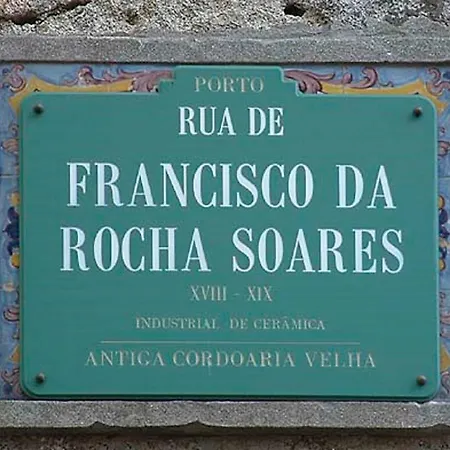 PORTO
RUA DE
FRANCISCO DA
ROCHA SOARES
XVIII - XIX
INDUSTRIAL DE CERÂMICA
ANTIGA CORDOARIA VELHA